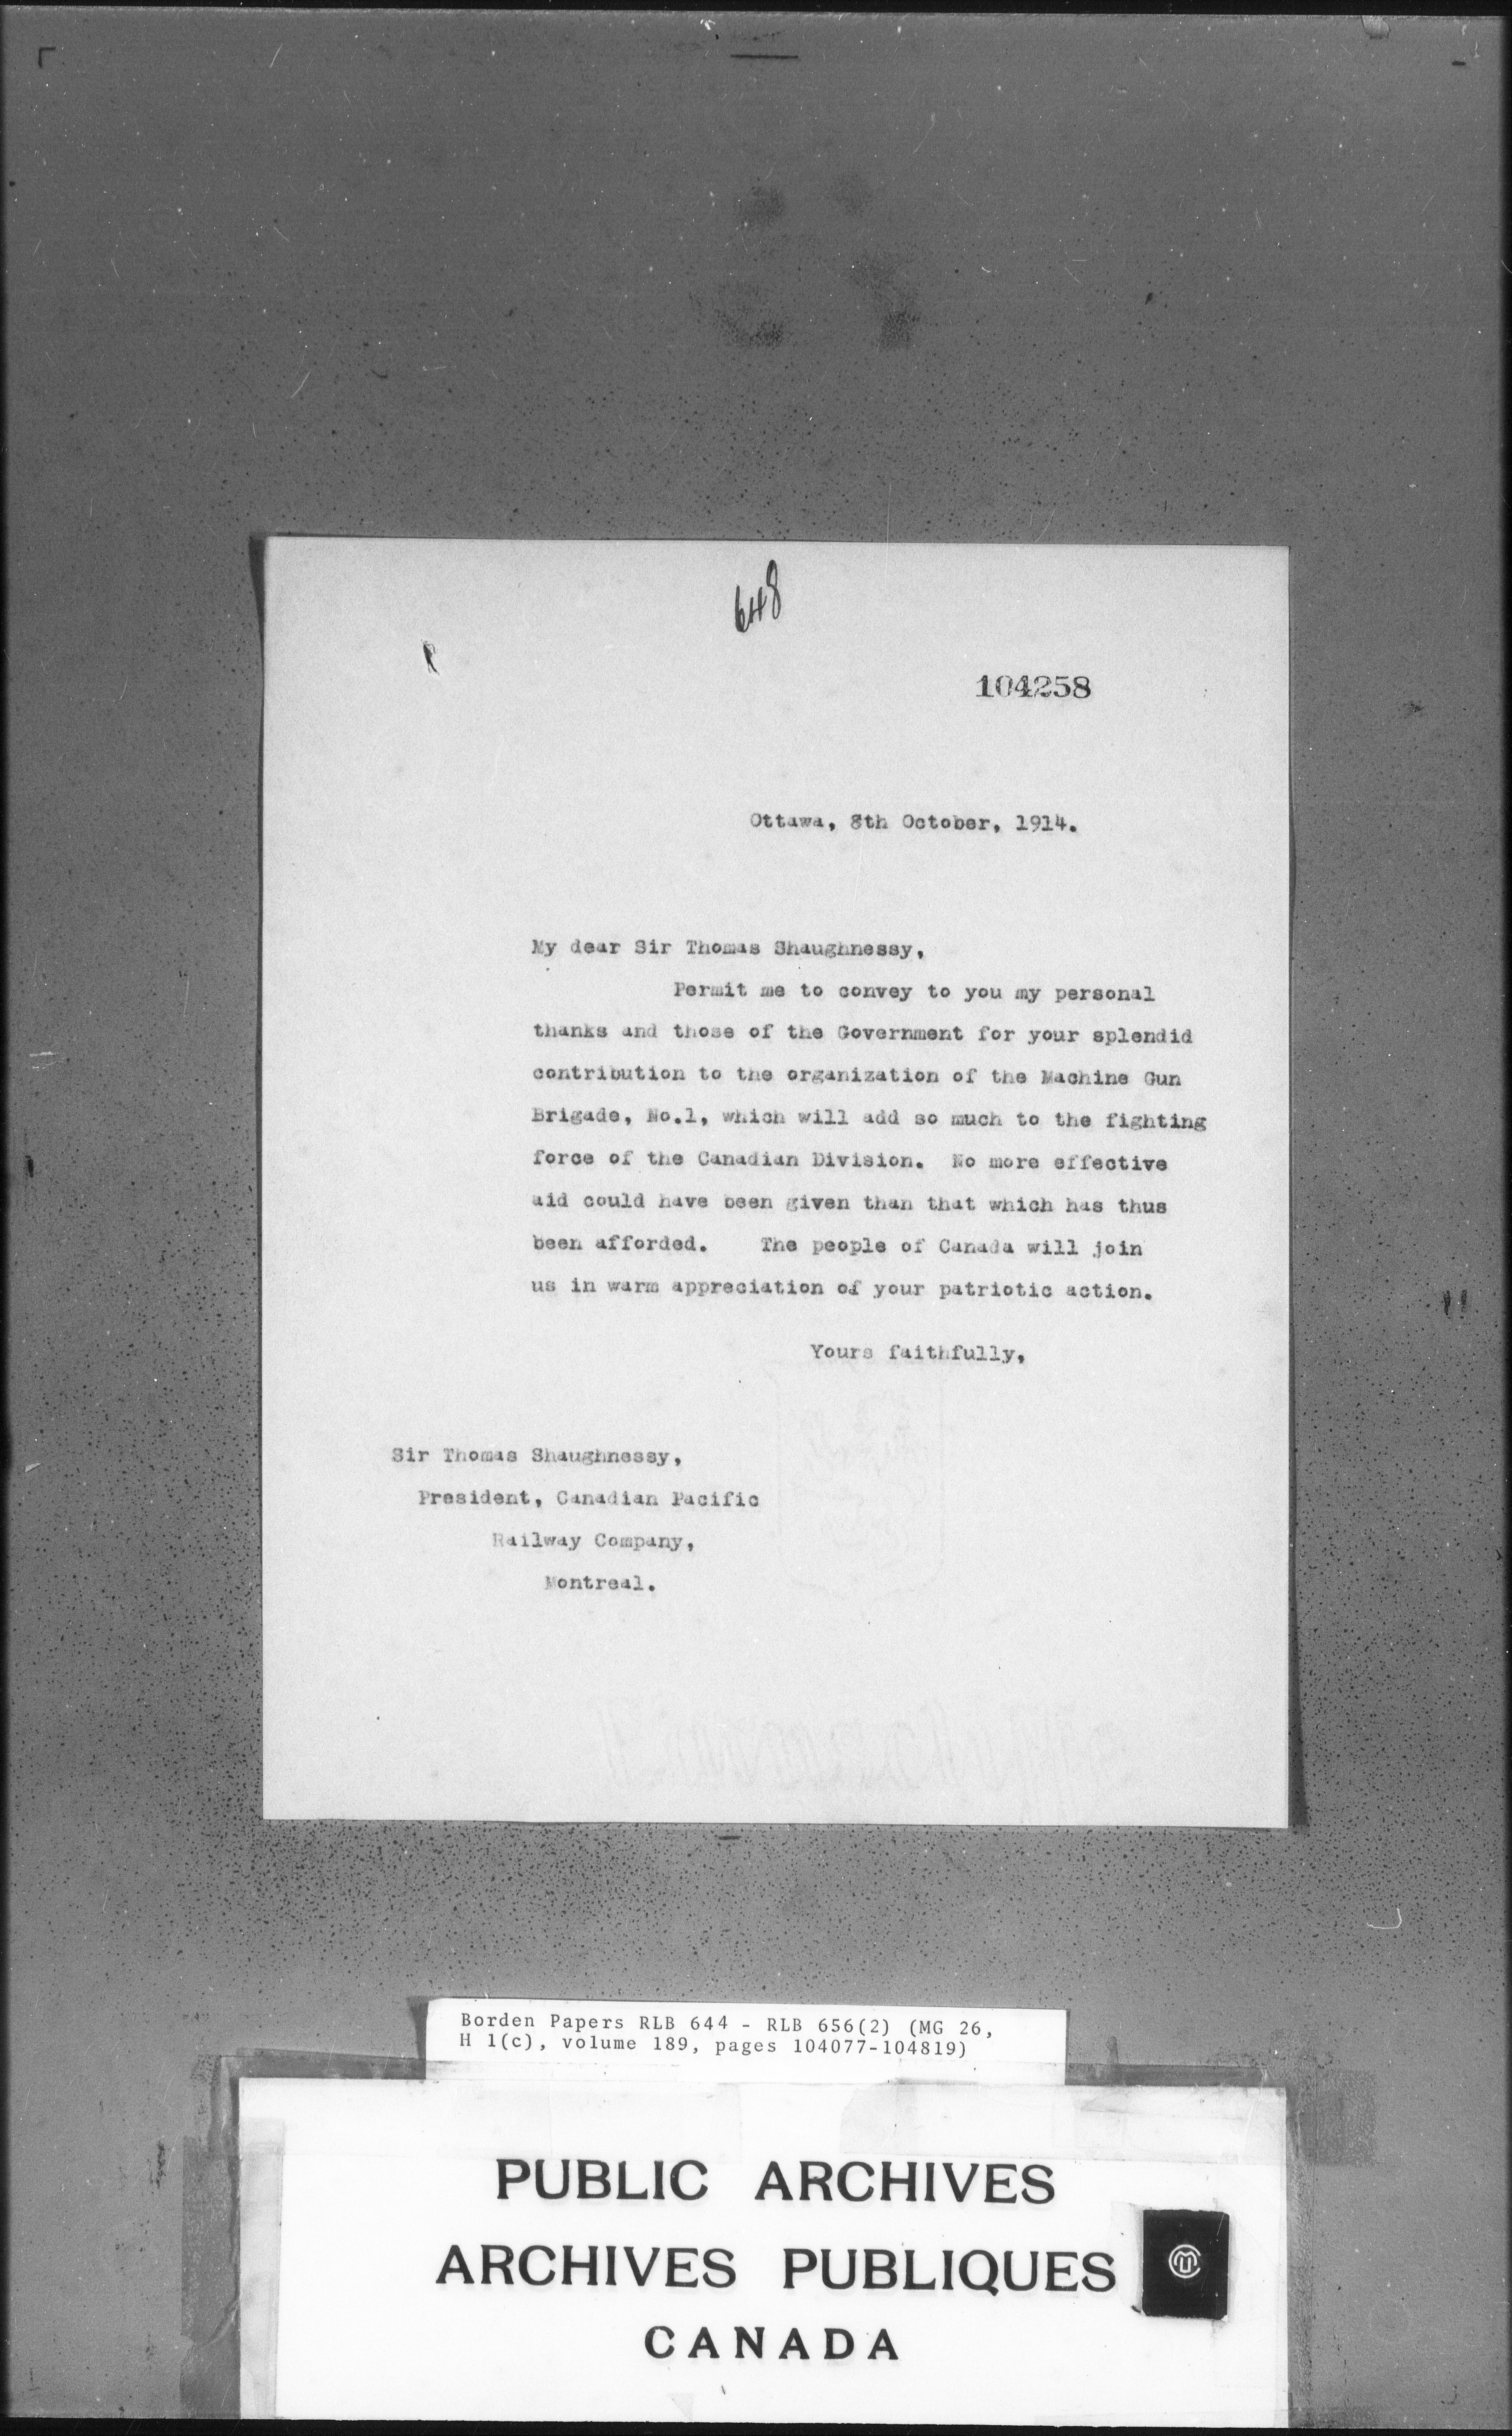 648
104258
Ottawa, 8th October, 1914.
My dear Sir Thomas Shaughnessy,
Permit me to convey to you my personal
thanks and those of the Government for your splendid
contribution to the organization of the Machine Gun
Brigade, No.1, which will add so much to the fighting
force of the Canadian Division. No more effective
aid could have been given than that which has thus
been afforded. The people of Canada will join
us in warm appreciation of your patriotic action.
Yours faithfully,
Sir Thomas Shaughnessy,
President, Canadian Pacific
Railway Company,
Montreal.
Borden Papers RLB 644 - RLB 656(2) (MG 26,
H 1(c), volume 189, pages 104077-104819)
PUBLIC ARCHIVES
ARCHIVES PUBLIQUES
CANADA